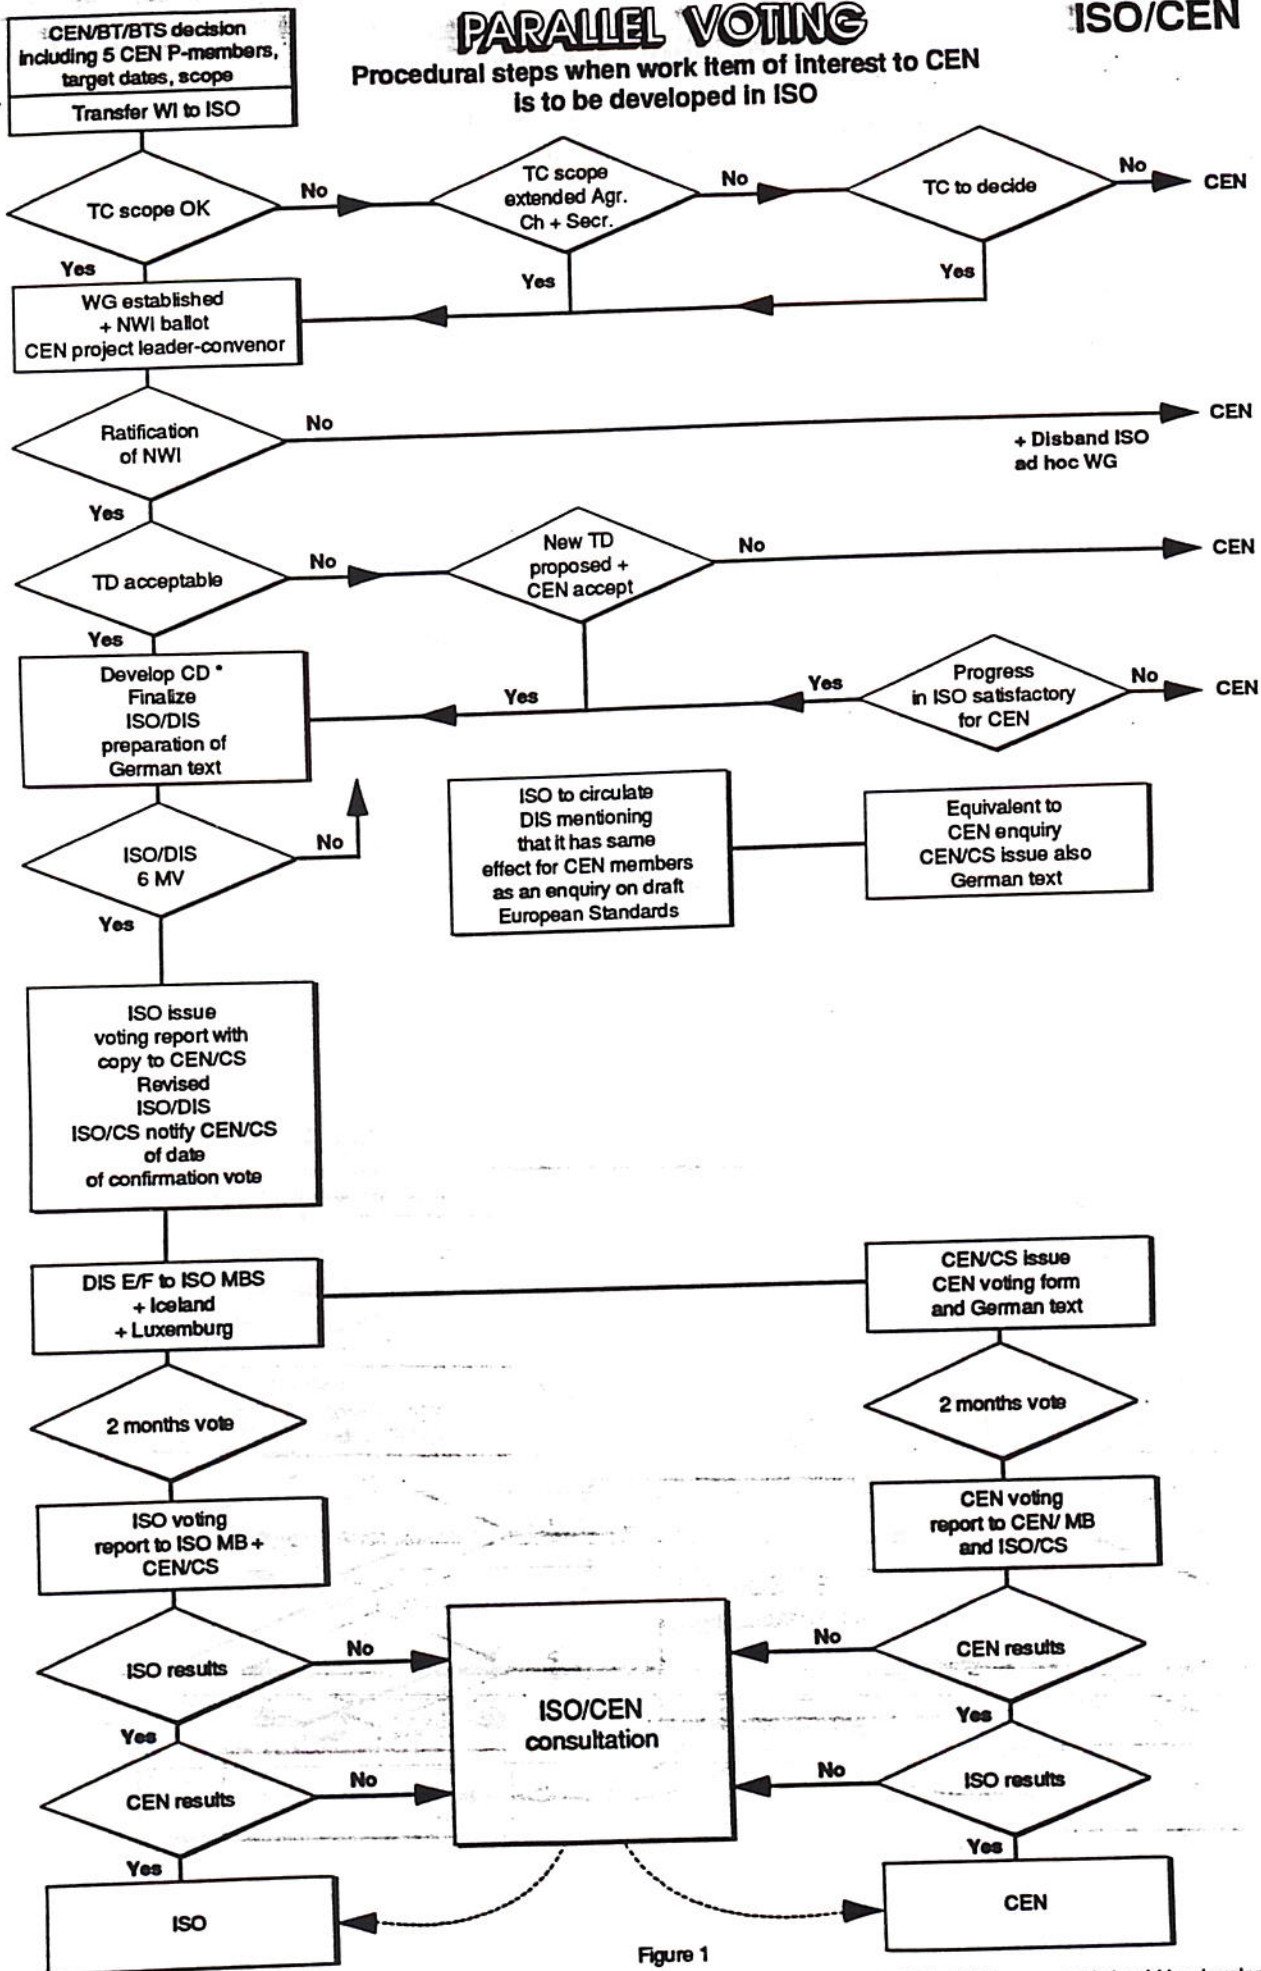 PARALLEL VOTING
ISO/CEN
Procedural steps when work item of interest to CEN
is to be developed in ISO
CEN/BT/BTS decision
including 5 CEN P-members,
target dates, scope
Transfer WI to ISO
TC scope OK
No
TC scope
extended Agr.
Ch + Secr.
No
TC to decide
No
CEN
Yes
Yes
Yes
WG established
+ NWI ballot
CEN project leader-convenor
Ratification
of NWI
No
CEN
+ Disband ISO
ad hoc WG
Yes
TD acceptable
No
New TD
proposed +
CEN accept
No
CEN
Yes
Develop CD *
Finalize
ISO/DIS
preparation of
German text
Yes
Yes
Progress
in ISO satisfactory
for CEN
No
CEN
ISO/DIS
6 MV
No
ISO to circulate
DIS mentioning
that it has same
effect for CEN members
as an enquiry on draft
European Standards
Equivalent to
CEN enquiry
CEN/CS issue also
German text
Yes
ISO issue
voting report with
copy to CEN/CS
Revised
ISO/DIS
ISO/CS notify CEN/CS
of date
of confirmation vote
DIS E/F to ISO MBS
+ Iceland
+ Luxemburg
CEN/CS issue
CEN voting form
and German text
2 months vote
2 months vote
ISO voting
report to ISO MB +
CEN/CS
CEN voting
report to CEN/ MB
and ISO/CS
ISO results
No
ISO/CEN
consultation
No
CEN results
Yes
Yes
CEN results
No
No
ISO results
Yes
Yes
ISO
CEN
Figure 1